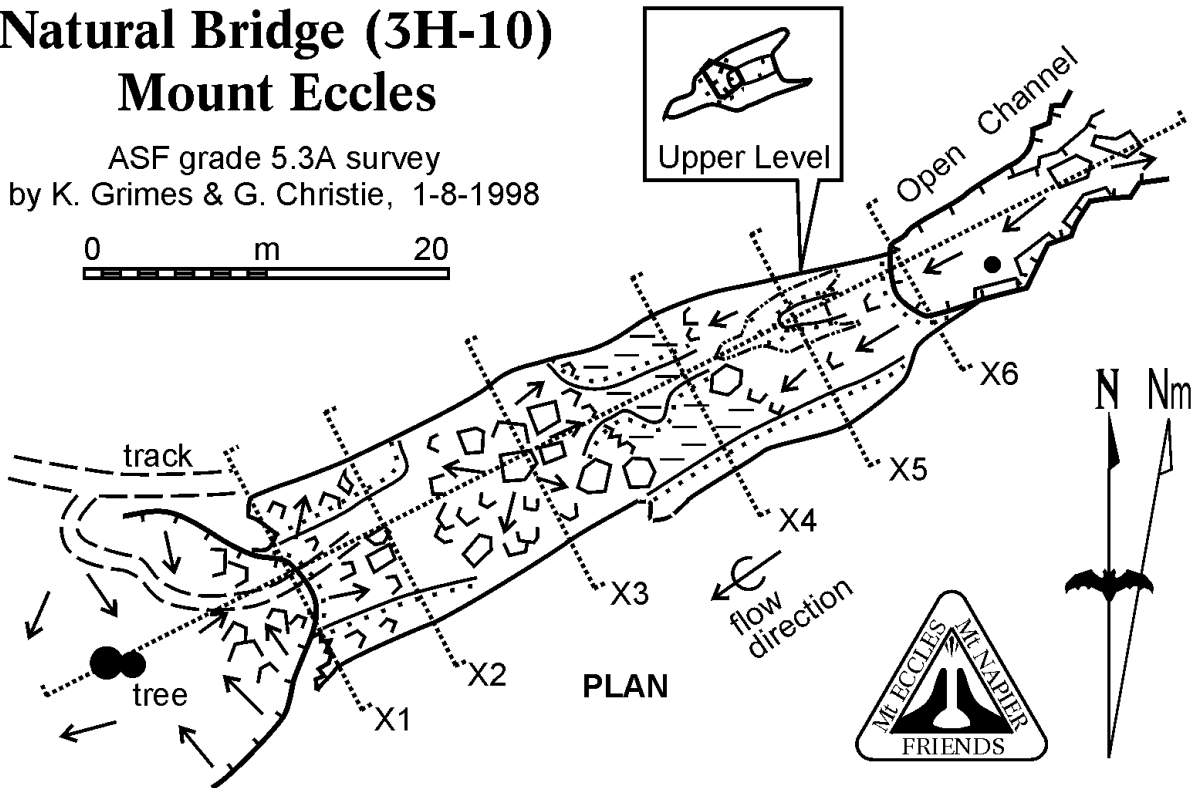 Natural Bridge (3H-10)
Mount Eccles
ASF grade 5.3A survey
by K. Grimes & G. Christie, 1-8-1998
0 m 20
Upper Level
Open Channel
track
tree
X1
X2
X3
X4
X5
X6
flow
direction
PLAN
N Nm
Mt ECCLES
Mt NAPIER
FRIENDS